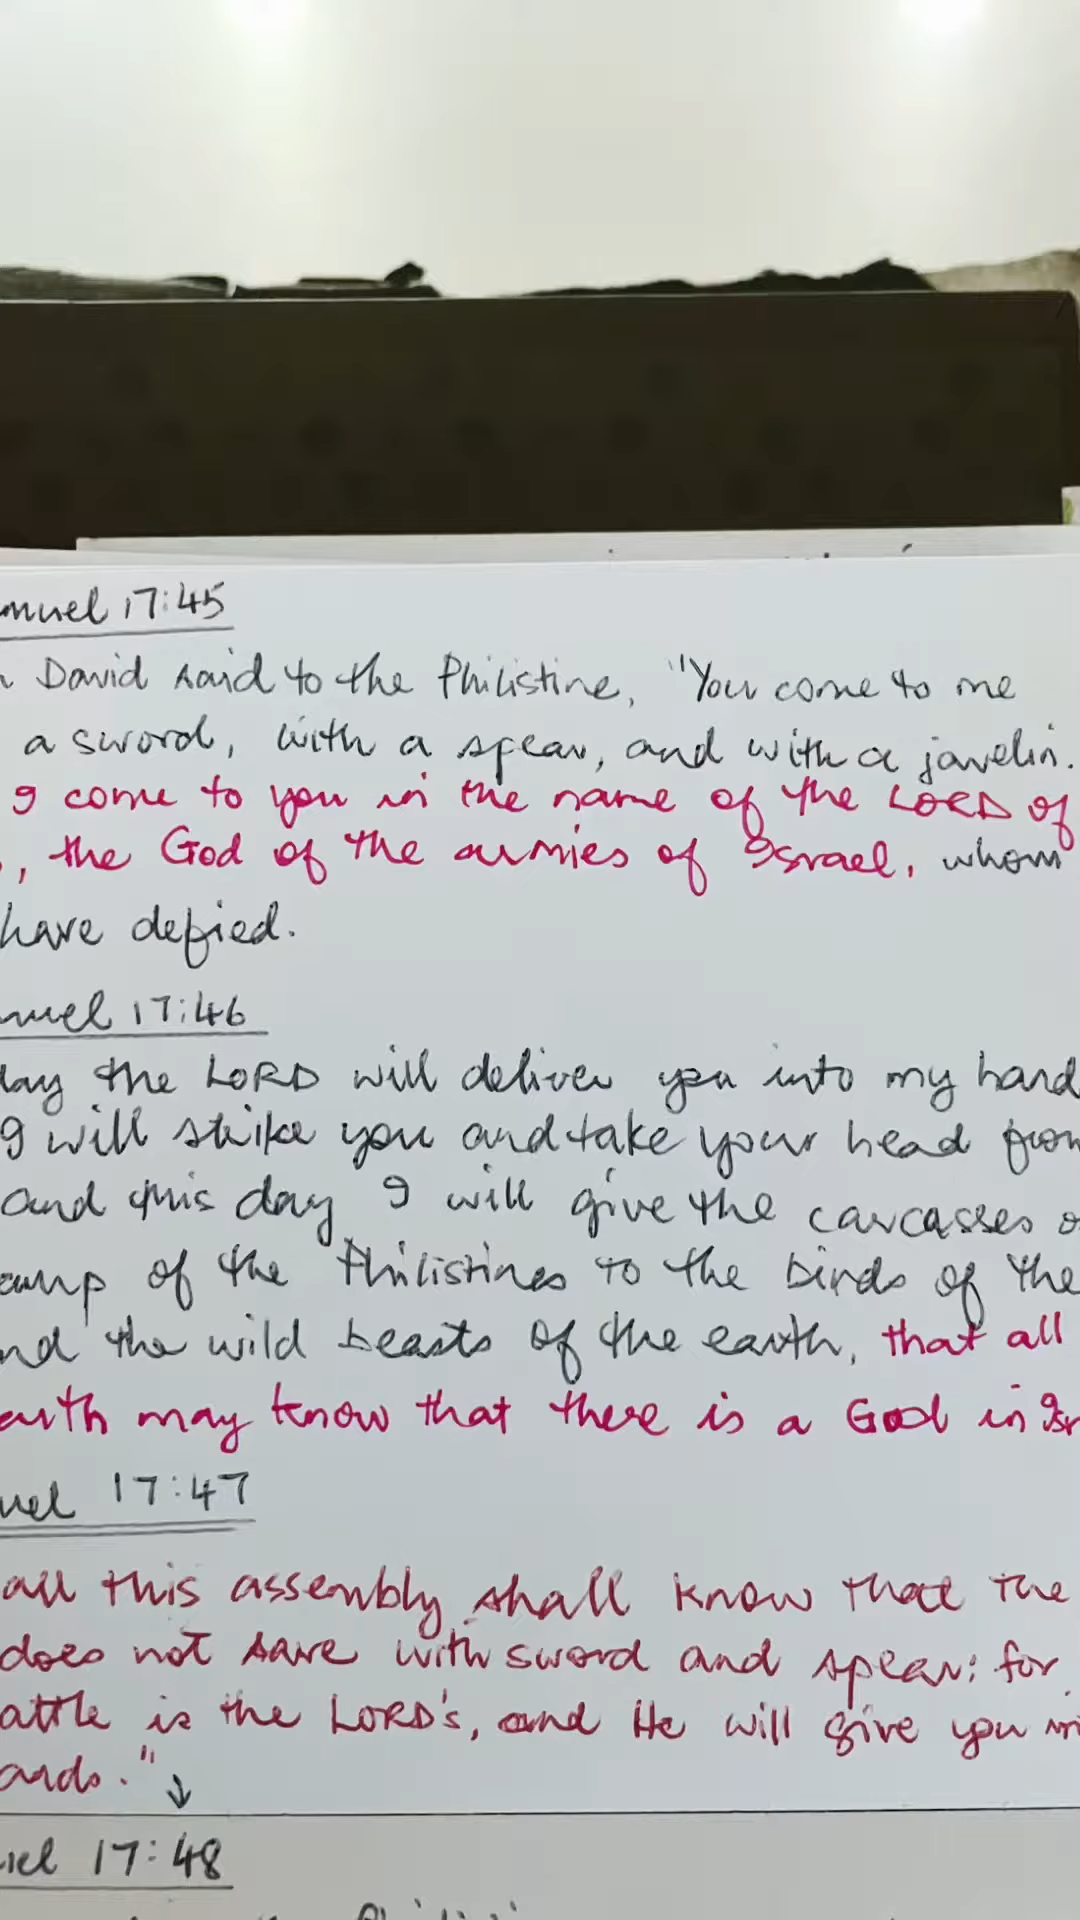 muel 17:45
David said to the Philistine, "You come to me
a sword, with a spear, and with a javelin.
I come to you in the name of the LORD of
, the God of the armies of Israel, whom
have defied.
muel 17:46
day the LORD will deliver you into my hand
I will strike you and take your head from
and this day I will give the carcasses o
camp of the Philistines to the birds of the
nd the wild beasts of the earth, that all
earth may know that there is a God in Isr
uel 17:47
all this assembly shall know that the
does not save with sword and spear: for
attle is the LORD's, and He will give you in
ands." ↓
uel 17:48